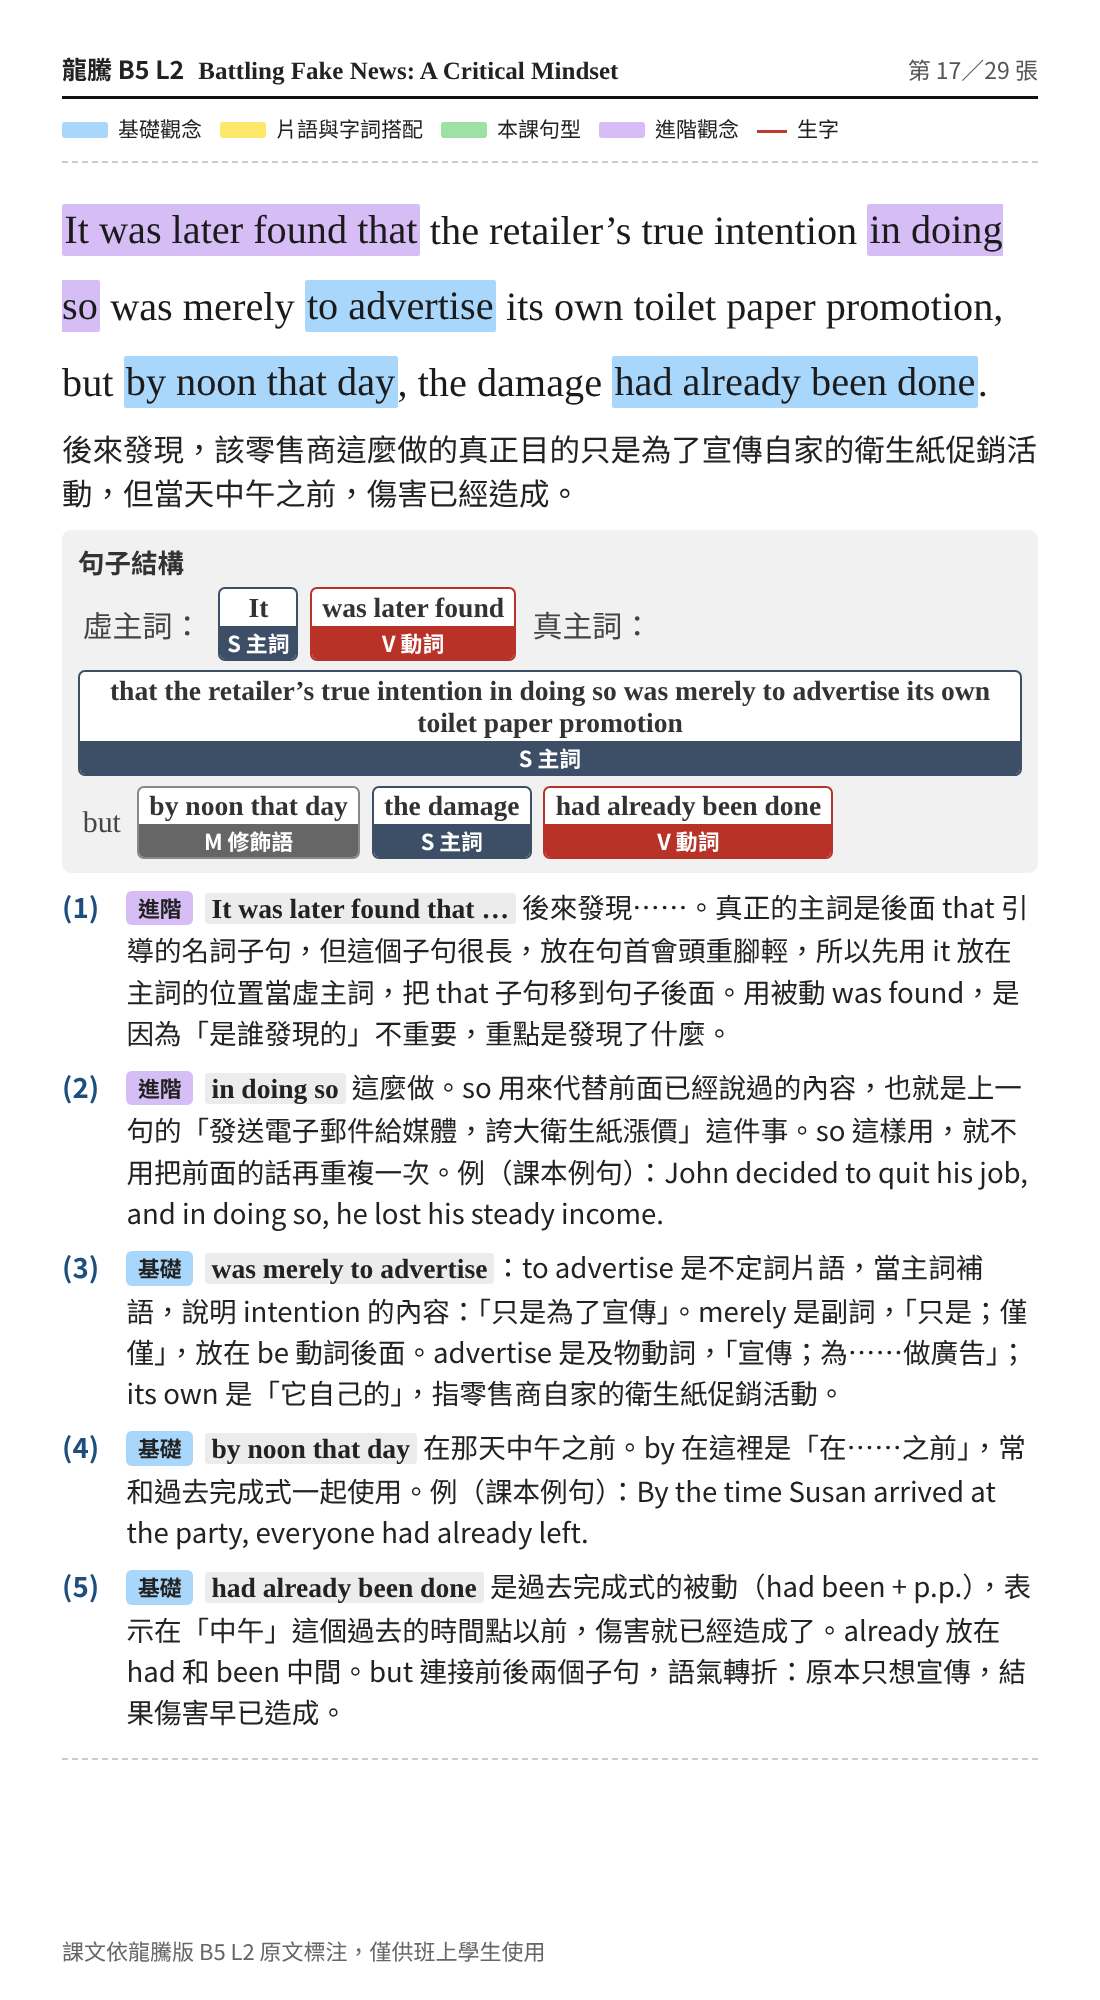 龍騰 B5 L2 Battling Fake News: A Critical Mindset 第 17／29 張
基礎觀念 片語與字詞搭配 本課句型 進階觀念 生字
It was later found that the retailer’s true intention in doing
so was merely to advertise its own toilet paper promotion,
but by noon that day, the damage had already been done.
後來發現，該零售商這麼做的真正目的只是為了宣傳自家的衛生紙促銷活
動，但當天中午之前，傷害已經造成。
句子結構
虛主詞： It was later found 真主詞：
S 主詞 V 動詞
that the retailer’s true intention in doing so was merely to advertise its own
toilet paper promotion
S 主詞
but by noon that day the damage had already been done
M 修飾語 S 主詞 V 動詞
(1) 進階 It was later found that … 後來發現……。真正的主詞是後面 that 引
導的名詞子句，但這個子句很長，放在句首會頭重腳輕，所以先用 it 放在
主詞的位置當虛主詞，把 that 子句移到句子後面。用被動 was found，是
因為「是誰發現的」不重要，重點是發現了什麼。
(2) 進階 in doing so 這麼做。so 用來代替前面已經說過的內容，也就是上一
句的「發送電子郵件給媒體，誇大衛生紙漲價」這件事。so 這樣用，就不
用把前面的話再重複一次。例（課本例句）：John decided to quit his job,
and in doing so, he lost his steady income.
(3) 基礎 was merely to advertise：to advertise 是不定詞片語，當主詞補
語，說明 intention 的內容：「只是為了宣傳」。merely 是副詞，「只是；僅
僅」，放在 be 動詞後面。advertise 是及物動詞，「宣傳；為……做廣告」；
its own 是「它自己的」，指零售商自家的衛生紙促銷活動。
(4) 基礎 by noon that day 在那天中午之前。by 在這裡是「在……之前」，常
和過去完成式一起使用。例（課本例句）：By the time Susan arrived at
the party, everyone had already left.
(5) 基礎 had already been done 是過去完成式的被動（had been + p.p.），表
示在「中午」這個過去的時間點以前，傷害就已經造成了。already 放在
had 和 been 中間。but 連接前後兩個子句，語氣轉折：原本只想宣傳，結
果傷害早已造成。
課文依龍騰版 B5 L2 原文標注，僅供班上學生使用